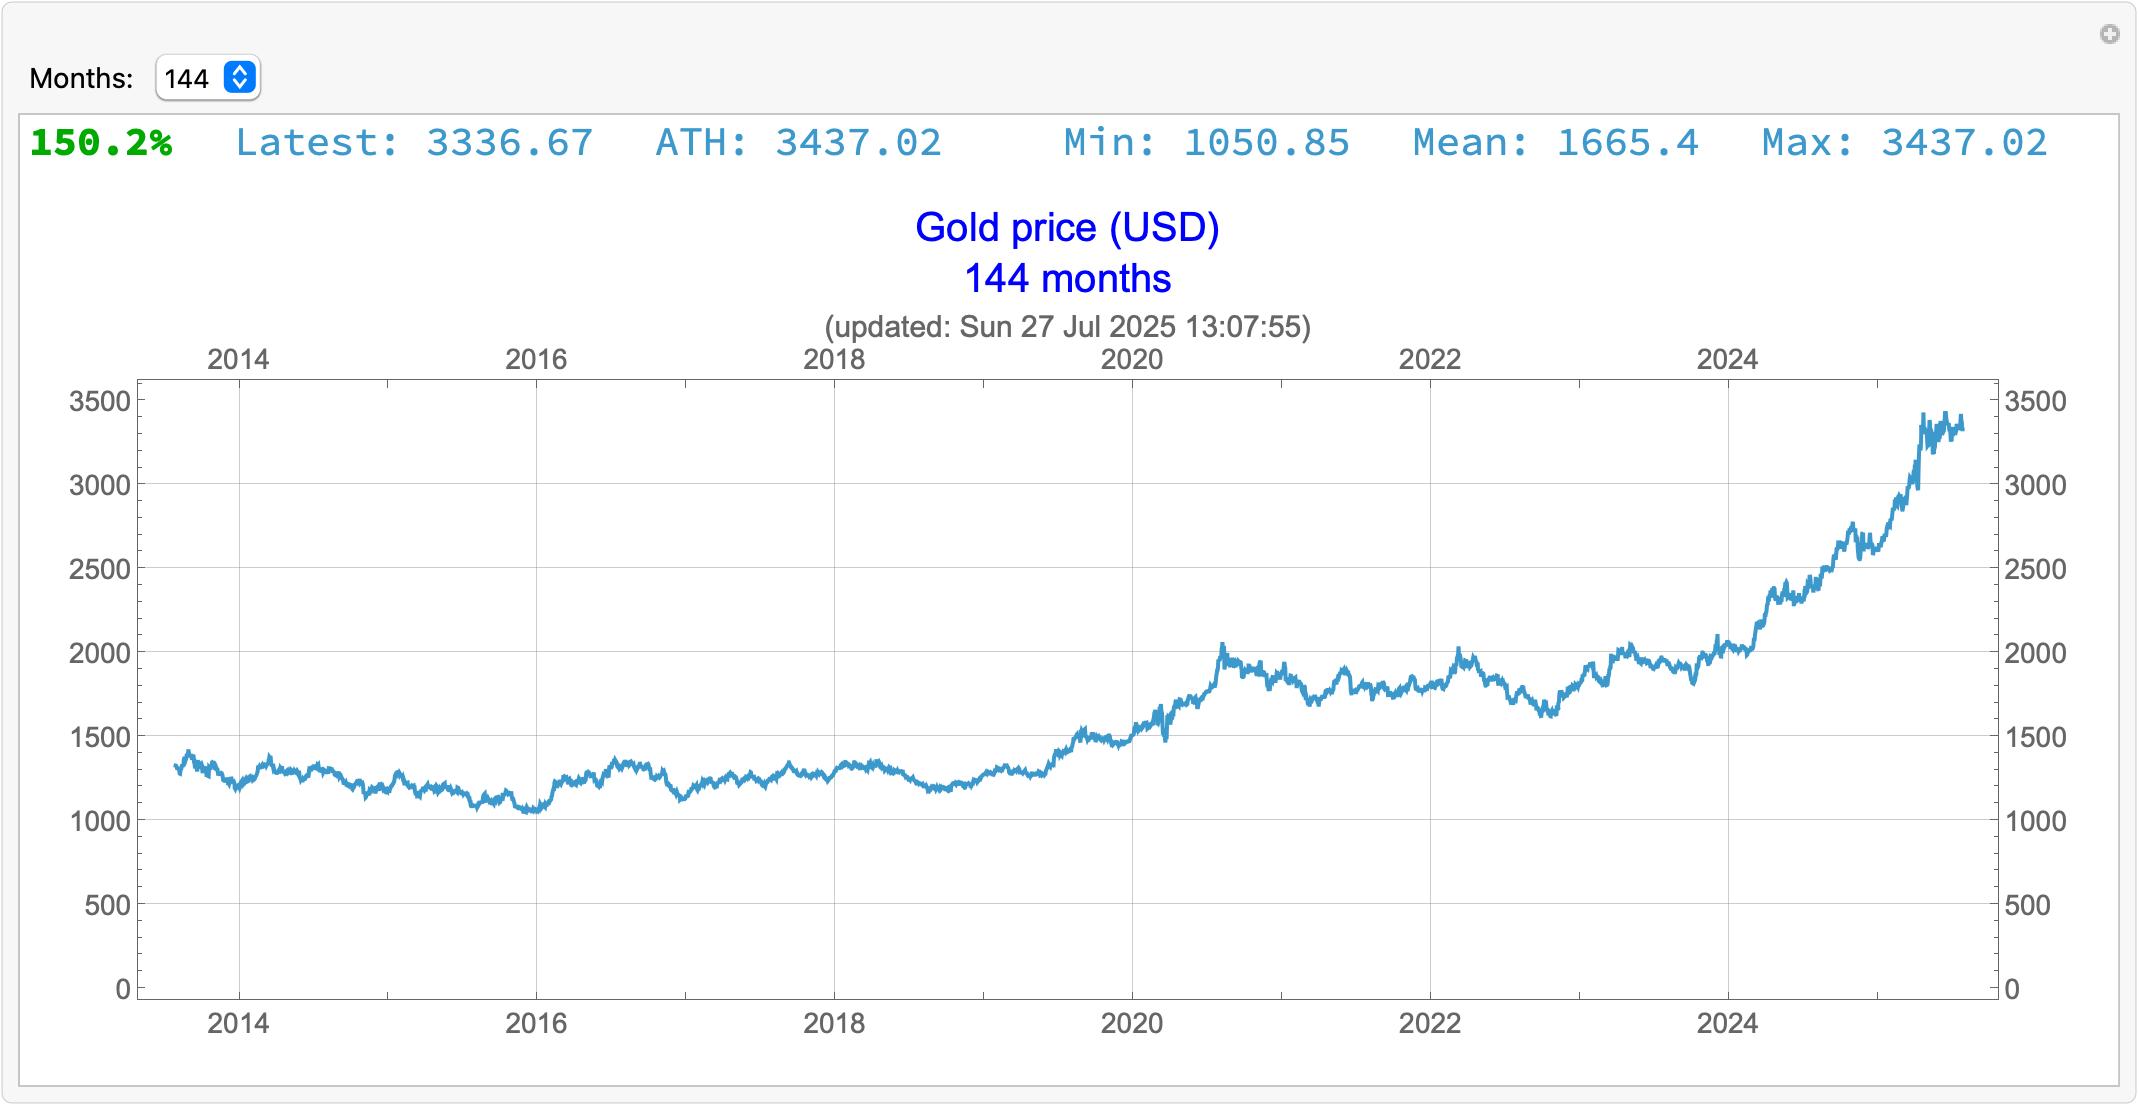 Months: 144
150.2% Latest: 3336.67 ATH: 3437.02 Min: 1050.85 Mean: 1665.4 Max: 3437.02
Gold price (USD)
144 months
(updated: Sun 27 Jul 2025 13:07:55)
2014 2016 2018 2020 2022 2024
3500 3500
3000 3000
2500 2500
2000 2000
1500 1500
1000 1000
500 500
0 0
2014 2016 2018 2020 2022 2024